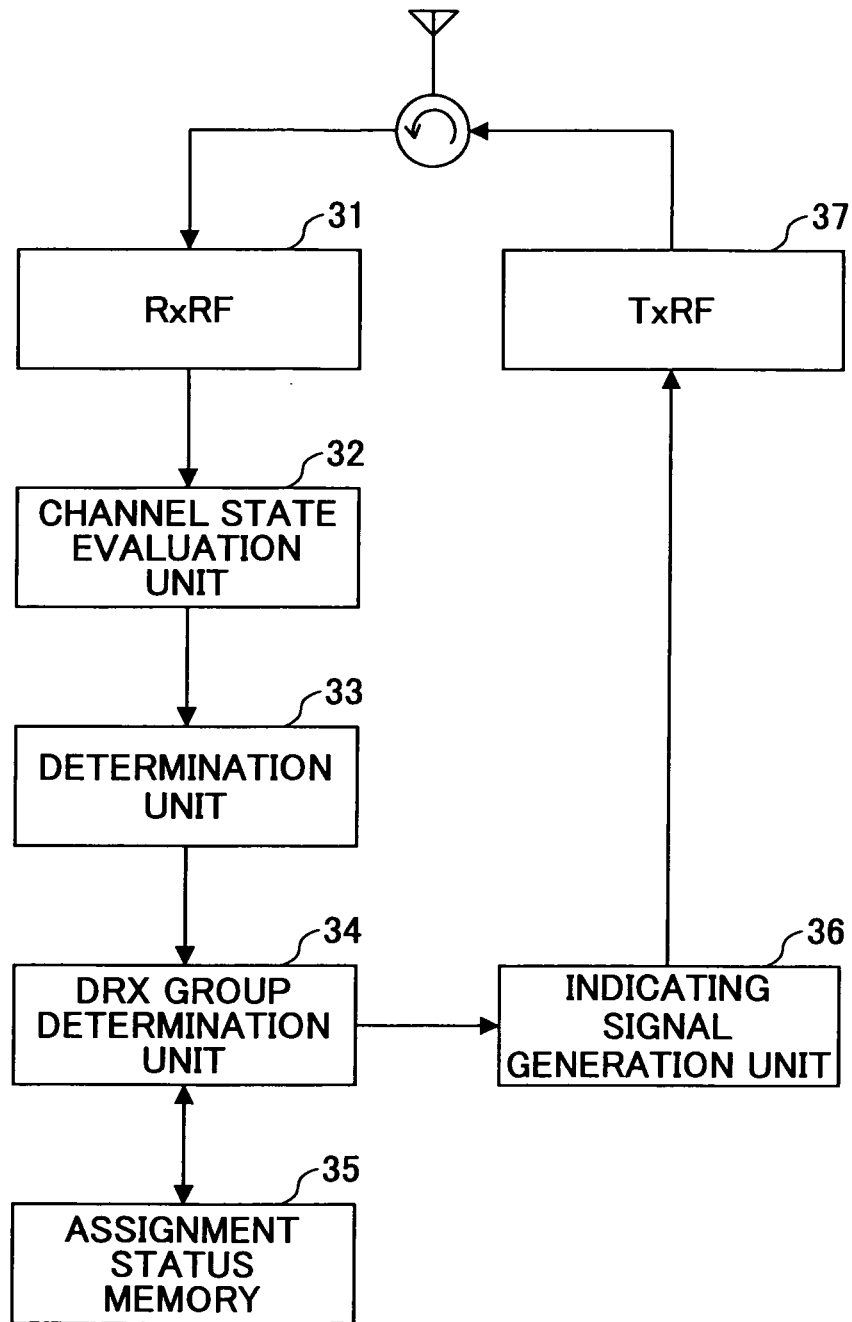 31
RxRF
37
TxRF
32
CHANNEL STATE
EVALUATION
UNIT
33
DETERMINATION
UNIT
34
DRX GROUP
DETERMINATION
UNIT
36
INDICATING
SIGNAL
GENERATION UNIT
35
ASSIGNMENT
STATUS
MEMORY